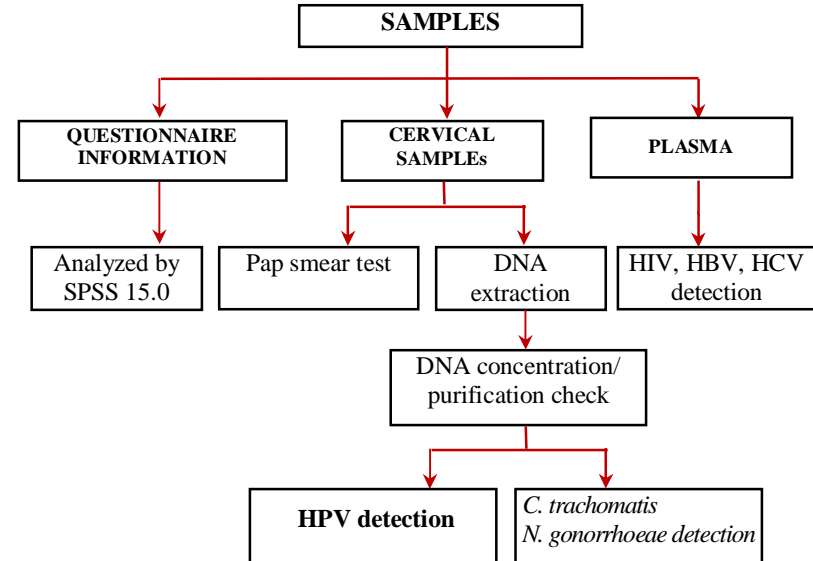 SAMPLES
QUESTIONNAIRE
INFORMATION
CERVICAL
SAMPLEs
PLASMA
Analyzed by
SPSS 15.0
Pap smear test
DNA
extraction
HIV, HBV, HCV
detection
DNA concentration/
purification check
HPV detection
C. trachomatis
N. gonorrhoeae detection